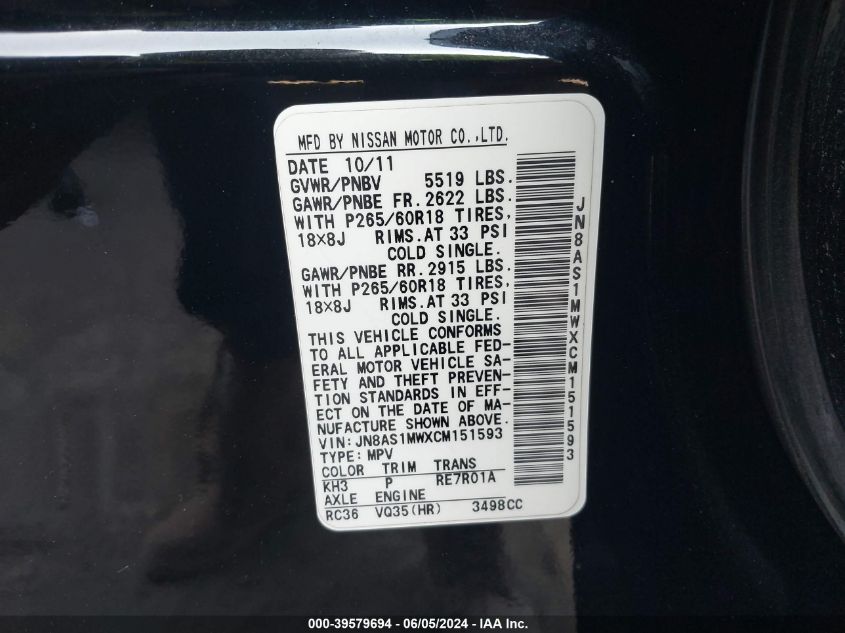 MFD BY NISSAN MOTOR CO.,LTD.
DATE 10/11
GVWR/PNBV 5519 LBS.
GAWR/PNBE FR. 2622 LBS.
WITH P265/60R18 TIRES,
18×8J RIMS. AT 33 PSI
COLD SINGLE.
GAWR/PNBE RR. 2915 LBS.
WITH P265/60R18 TIRES,
18×8J RIMS. AT 33 PSI
COLD SINGLE.
THIS VEHICLE CONFORMS
TO ALL APPLICABLE FED-
ERAL MOTOR VEHICLE SA-
FETY AND THEFT PREVEN-
TION STANDARDS IN EFF-
ECT ON THE DATE OF MA-
NUFACTURE SHOWN ABOVE.
VIN: JN8AS1MWXCM151593
TYPE: MPV
COLOR TRIM TRANS
KH3 P RE7R01A
AXLE ENGINE
RC36 VQ35(HR) 3498CC
JN8AS1MWXCM151593
000-39579694 - 06/05/2024 - IAA Inc.